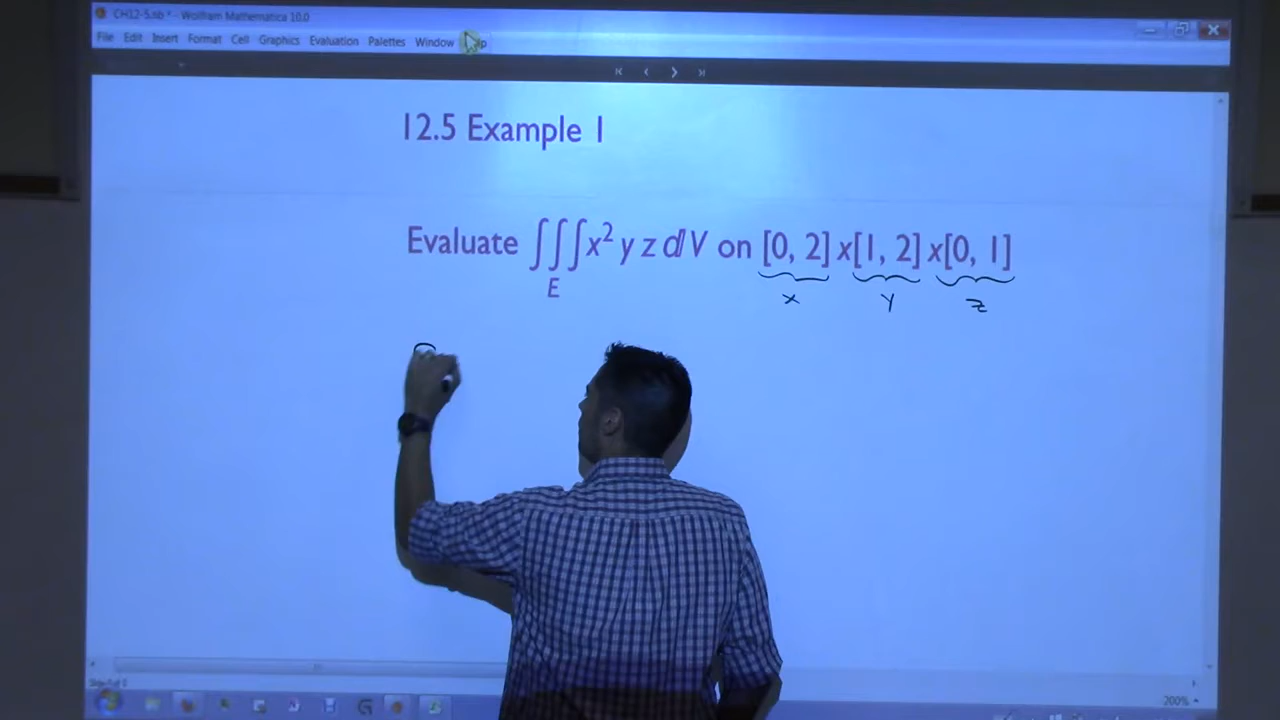 CH12-5.nb * - Wolfram Mathematica 10.0
File Edit Insert Format Cell Graphics Evaluation Palettes Window
12.5 Example 1
Evaluate ∭x² y z dV on [0, 2] x[1, 2] x[0, 1]
E
x y z
200%